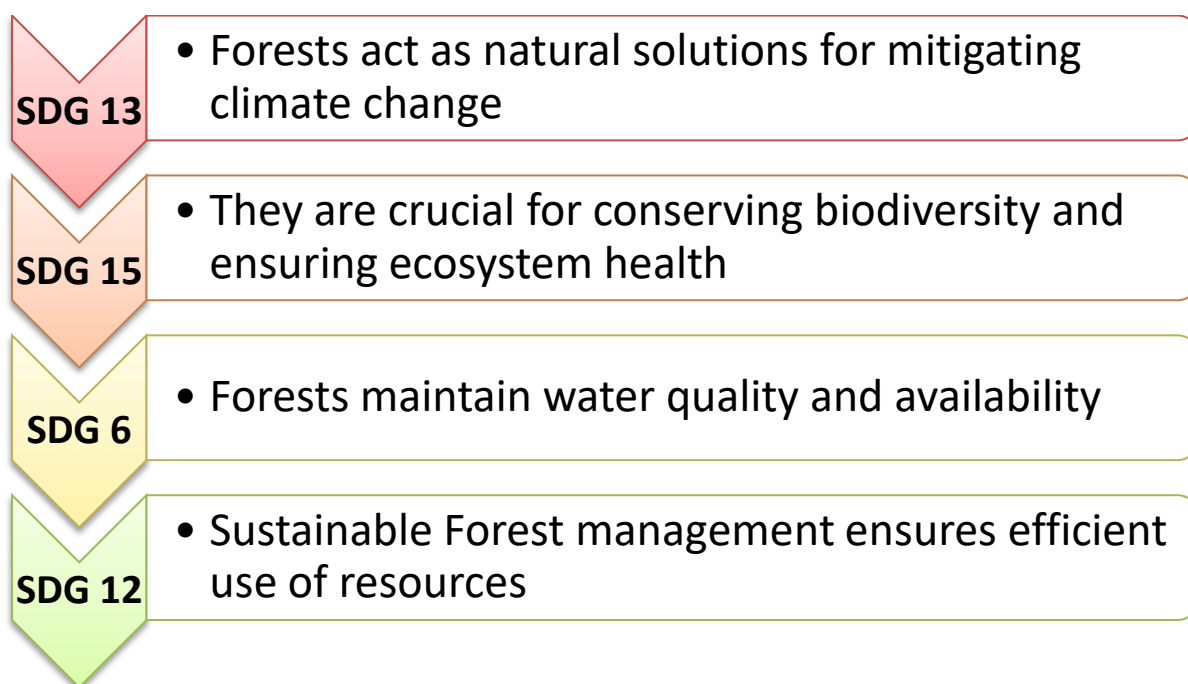 SDG 13
• Forests act as natural solutions for mitigating
climate change
SDG 15
• They are crucial for conserving biodiversity and
ensuring ecosystem health
SDG 6
• Forests maintain water quality and availability
SDG 12
• Sustainable Forest management ensures efficient
use of resources